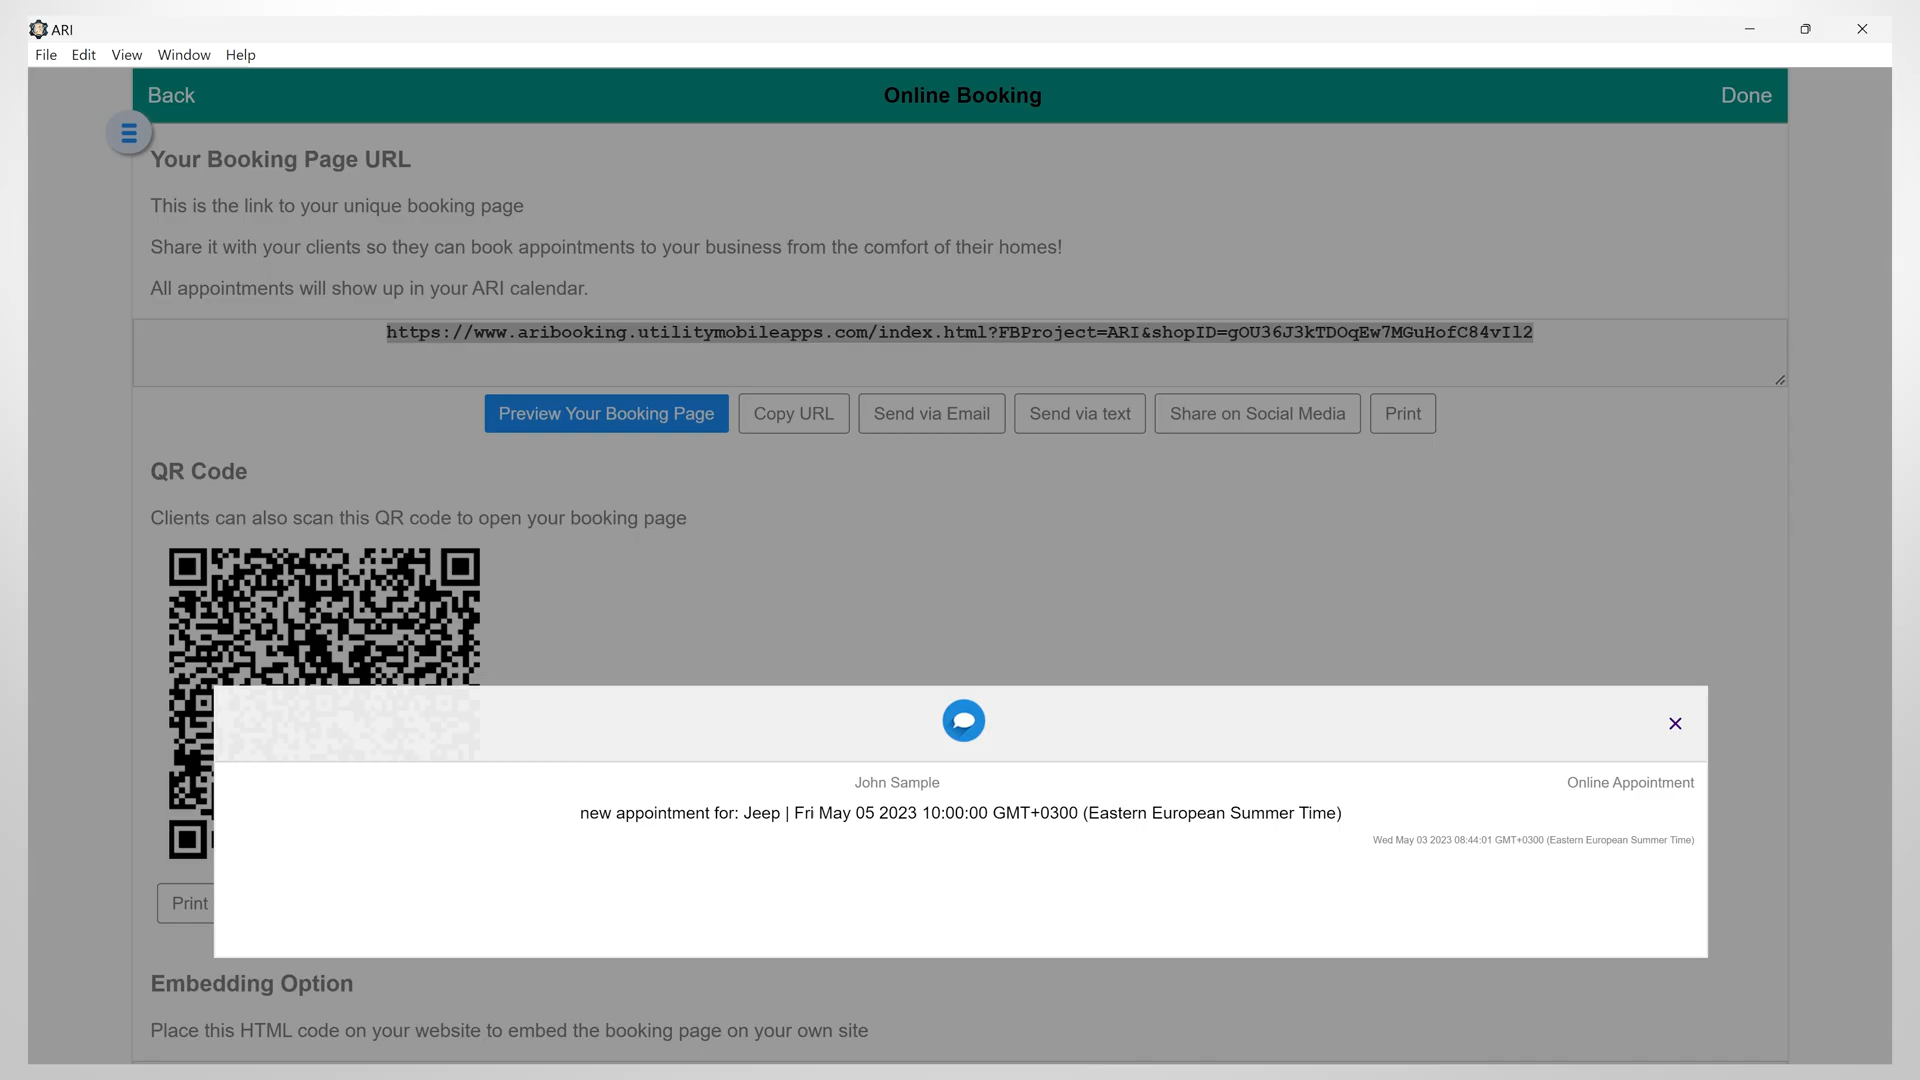 ARI
File Edit View Window Help
Back Online Booking Done
Your Booking Page URL
This is the link to your unique booking page
Share it with your clients so they can book appointments to your business from the comfort of their homes!
All appointments will show up in your ARI calendar.
https://www.aribooking.utilitymobileapps.com/index.html?FBProject=ARI&shopID=gOU36J3kTDOqEw7MGuHofC84vIl2
Preview Your Booking Page Copy URL Send via Email Send via text Share on Social Media Print
QR Code
Clients can also scan this QR code to open your booking page
John Sample Online Appointment
new appointment for: Jeep | Fri May 05 2023 10:00:00 GMT+0300 (Eastern European Summer Time)
Wed May 03 2023 08:44:01 GMT+0300 (Eastern European Summer Time)
Print
Embedding Option
Place this HTML code on your website to embed the booking page on your own site